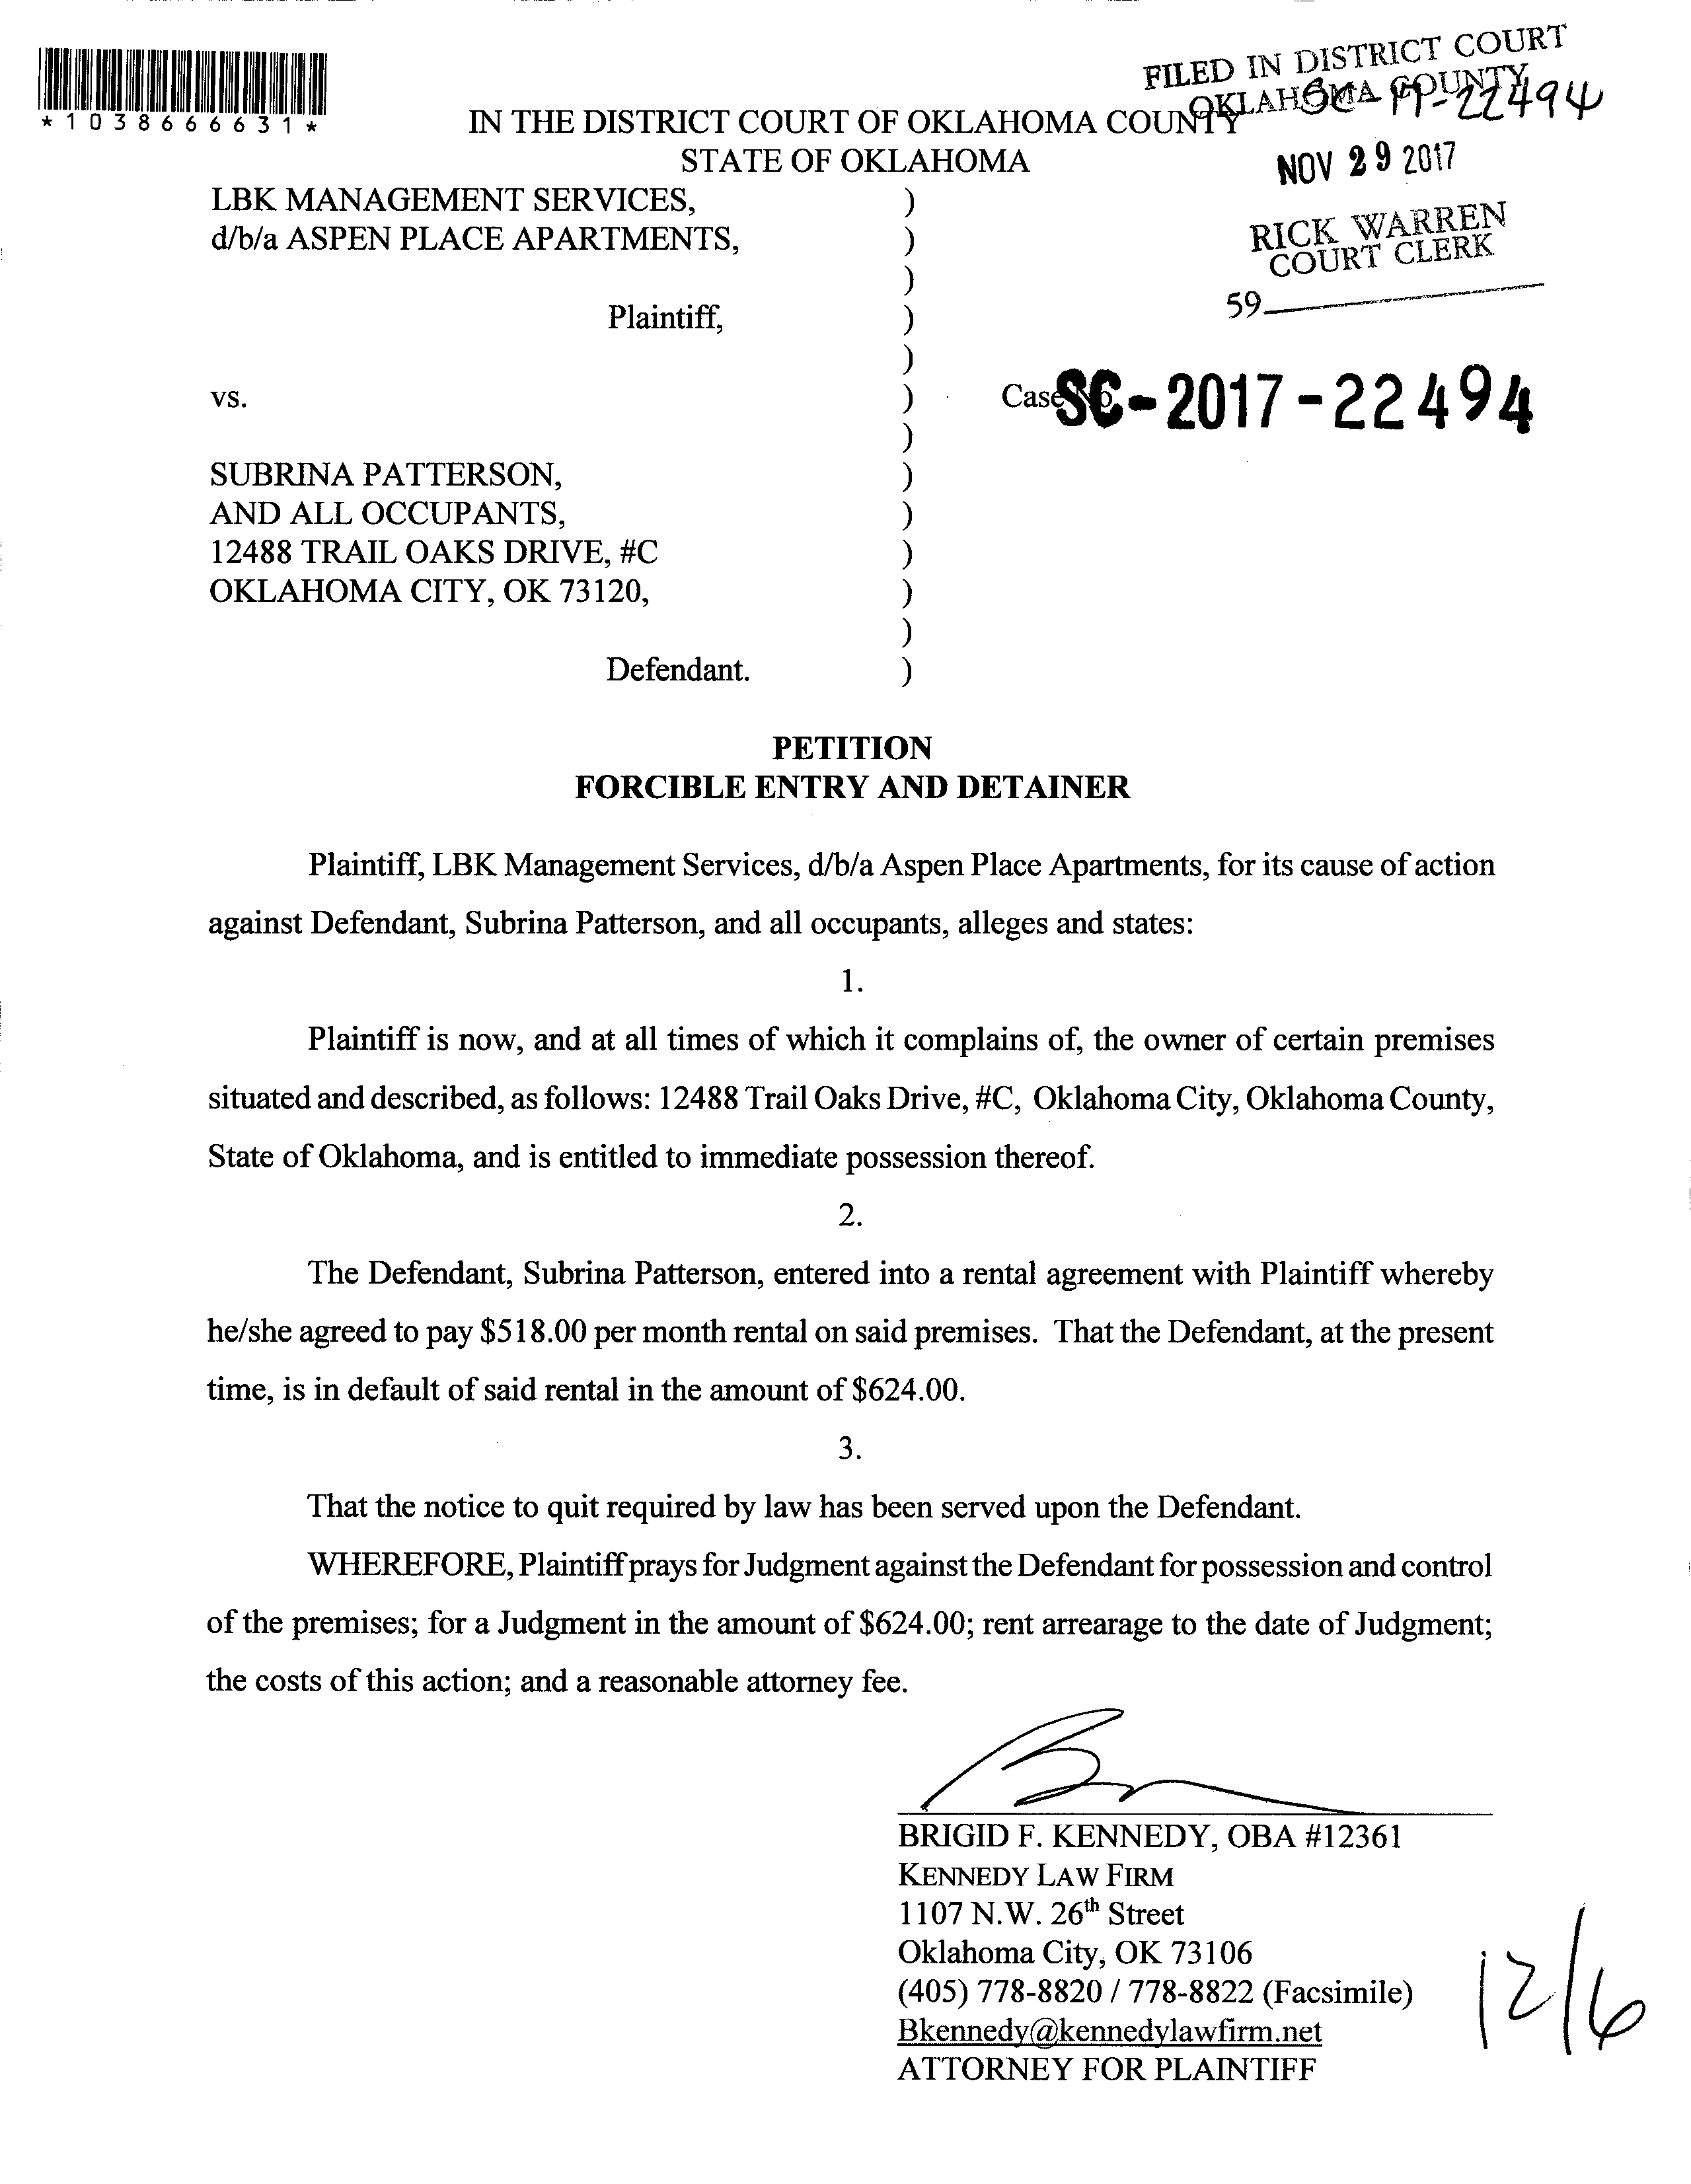 FILED IN DISTRICT COURT
OKLAHOMA COUNTY
SC-17-22494
*1038666631*
IN THE DISTRICT COURT OF OKLAHOMA COUNTY
STATE OF OKLAHOMA
NOV 29 2017
RICK WARREN
COURT CLERK
59
LBK MANAGEMENT SERVICES, )
d/b/a ASPEN PLACE APARTMENTS, )
)
Plaintiff, )
)
vs. ) Case No. SC-2017-22494
)
SUBRINA PATTERSON, )
AND ALL OCCUPANTS, )
12488 TRAIL OAKS DRIVE, #C )
OKLAHOMA CITY, OK 73120, )
)
Defendant. )
PETITION
FORCIBLE ENTRY AND DETAINER
Plaintiff, LBK Management Services, d/b/a Aspen Place Apartments, for its cause of action
against Defendant, Subrina Patterson, and all occupants, alleges and states:
1.
Plaintiff is now, and at all times of which it complains of, the owner of certain premises
situated and described, as follows: 12488 Trail Oaks Drive, #C, Oklahoma City, Oklahoma County,
State of Oklahoma, and is entitled to immediate possession thereof.
2.
The Defendant, Subrina Patterson, entered into a rental agreement with Plaintiff whereby
he/she agreed to pay $518.00 per month rental on said premises. That the Defendant, at the present
time, is in default of said rental in the amount of $624.00.
3.
That the notice to quit required by law has been served upon the Defendant.
WHEREFORE, Plaintiff prays for Judgment against the Defendant for possession and control
of the premises; for a Judgment in the amount of $624.00; rent arrearage to the date of Judgment;
the costs of this action; and a reasonable attorney fee.
BRIGID F. KENNEDY, OBA #12361
KENNEDY LAW FIRM
1107 N.W. 26th Street
Oklahoma City, OK 73106
(405) 778-8820 / 778-8822 (Facsimile)
Bkennedy@kennedylawfirm.net
ATTORNEY FOR PLAINTIFF
12/6